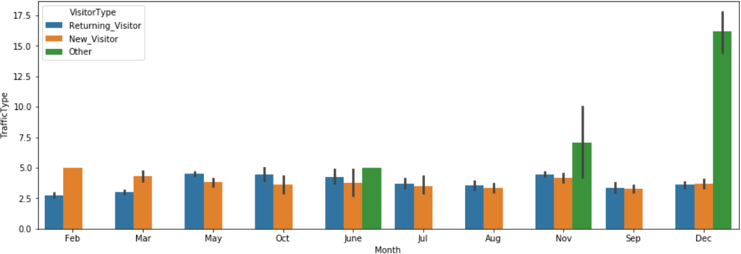 VisitorType
Returning_Visitor
New_Visitor
Other
17.5
15.0
12.5
10.0
7.5
5.0
2.5
0.0
TrafficType
Feb Mar May Oct June Jul Aug Nov Sep Dec
Month